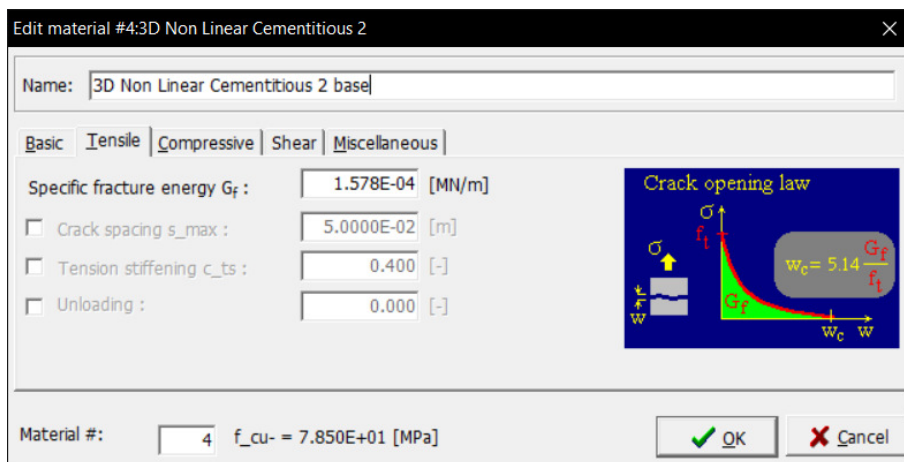 Edit material #4:3D Non Linear Cementitious 2
Name: 3D Non Linear Cementitious 2 base
Basic Tensile Compressive Shear Miscellaneous
Specific fracture energy Gf : 1.578E-04 [MN/m]
Crack spacing s_max : 5.0000E-02 [m]
Tension stiffening c_ts : 0.400 [-]
Unloading : 0.000 [-]
Crack opening law
σ
ft
σ
wc = 5.14 Gf/ft
w
Gf
wc w
Material #: 4 f_cu- = 7.850E+01 [MPa]
OK Cancel